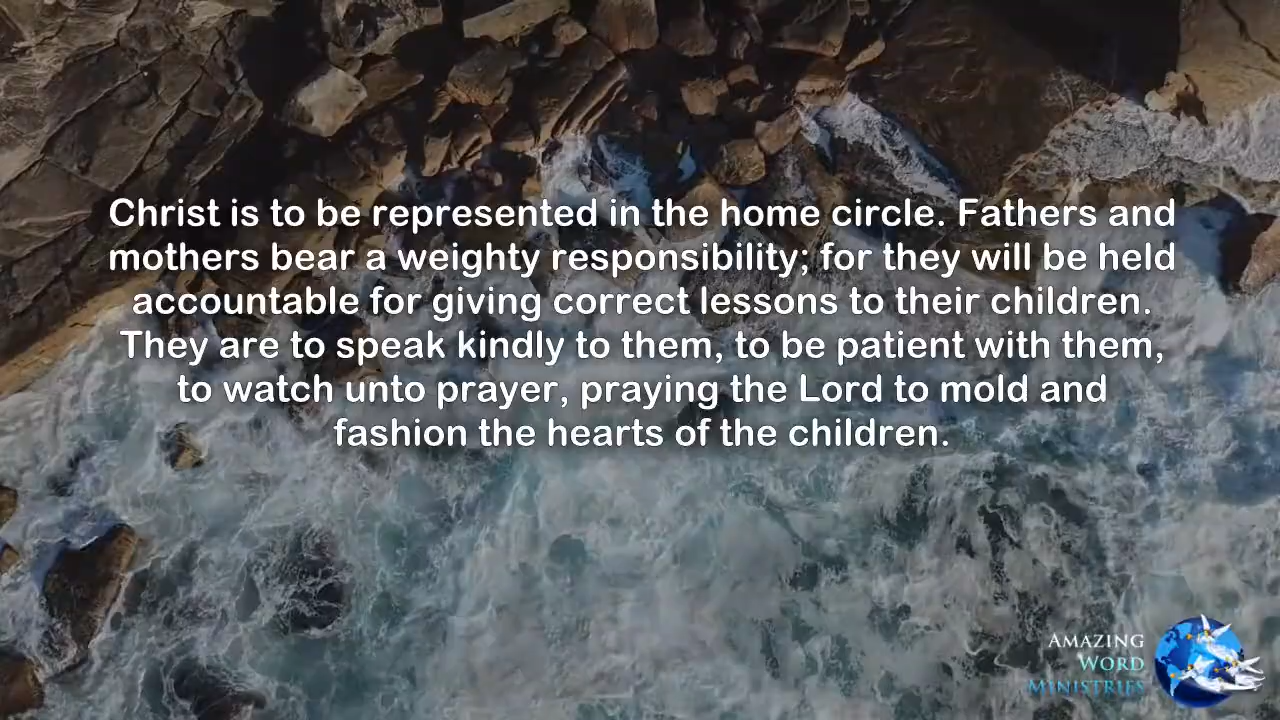 Christ is to be represented in the home circle. Fathers and
mothers bear a weighty responsibility; for they will be held
accountable for giving correct lessons to their children.
They are to speak kindly to them, to be patient with them,
to watch unto prayer, praying the Lord to mold and
fashion the hearts of the children.
AMAZING
WORD
MINISTRIES